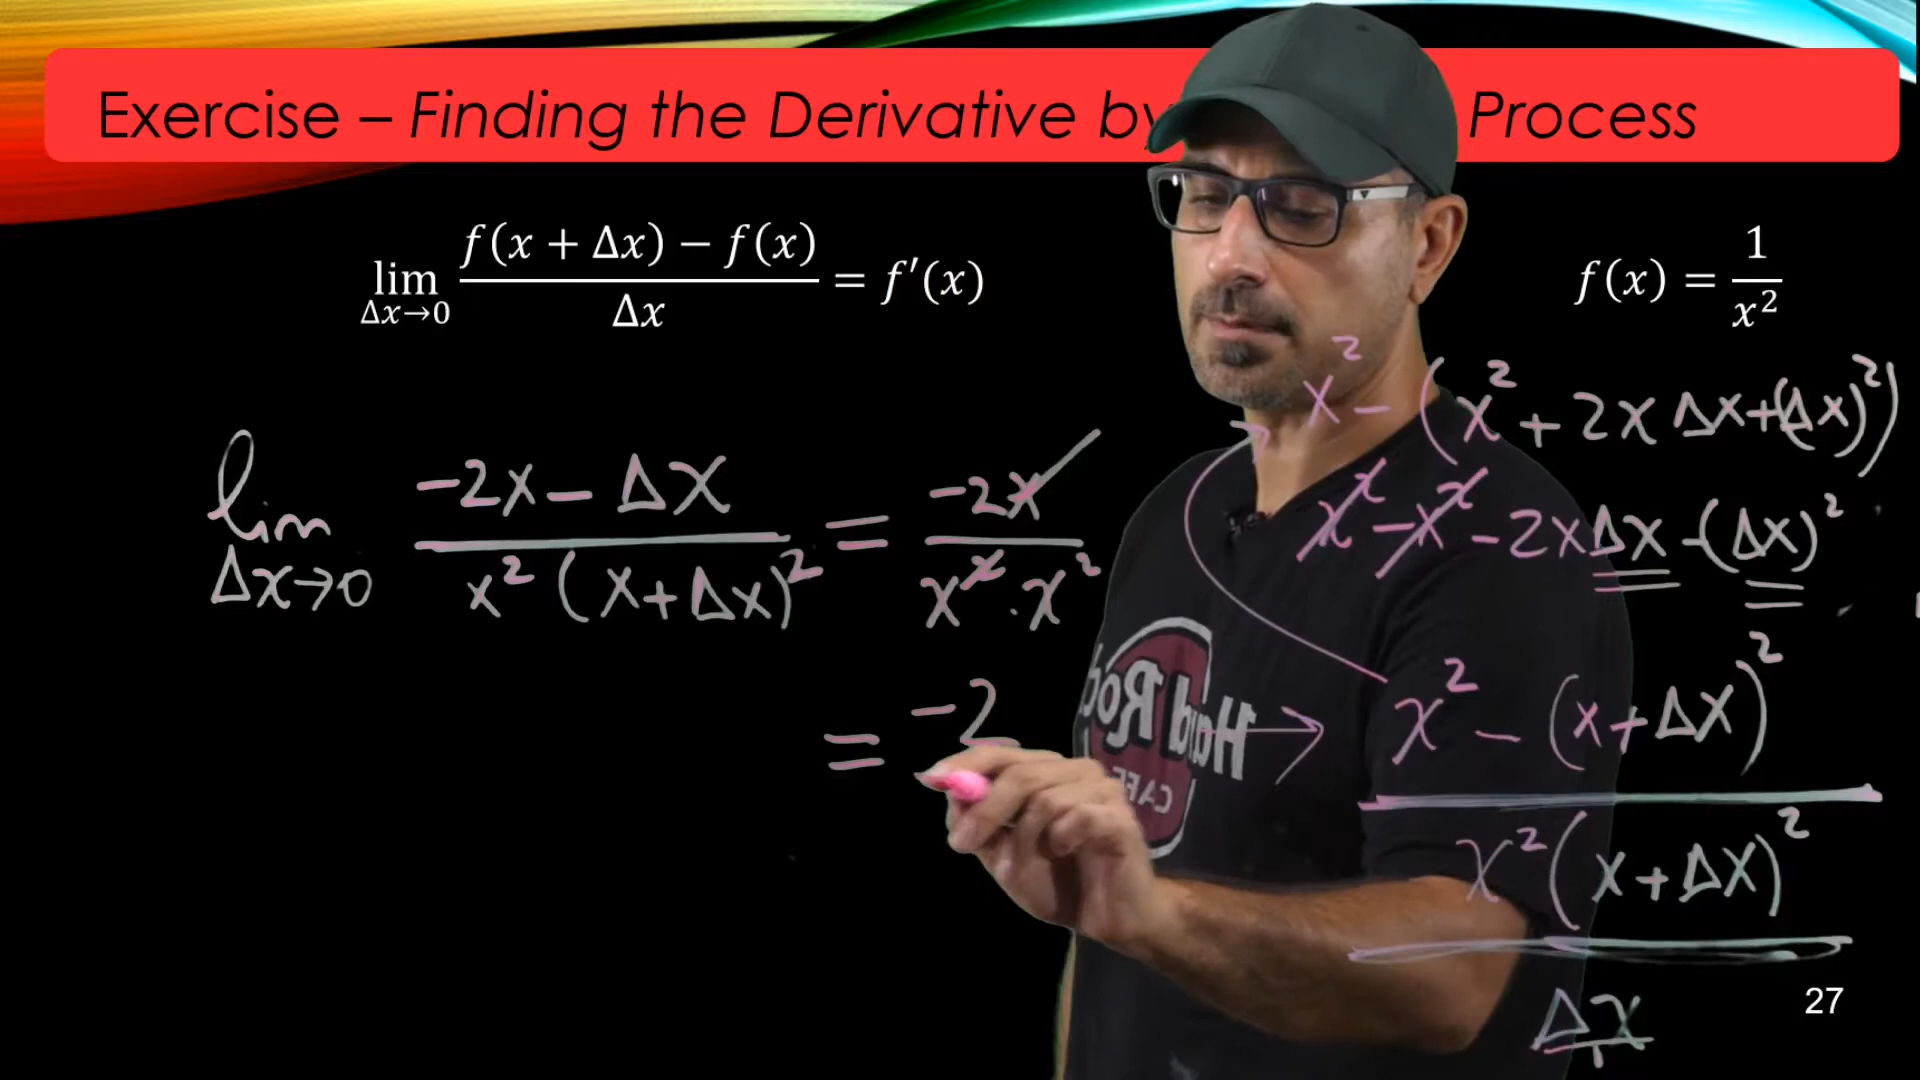 Exercise – Finding the Derivative by Process
lim Δx→0 f(x + Δx) − f(x) / Δx = f′(x)
f(x) = 1 / x²
x² − (x² + 2xΔx + (Δx)²)
x² − x² − 2xΔx − (Δx)²
lim Δx→0 −2x − Δx / x² (x + Δx)² = −2x / x² · x²
= −2
→ x² − (x + Δx)²
x² (x + Δx)²
Δx
Hard Roc
CAF
27